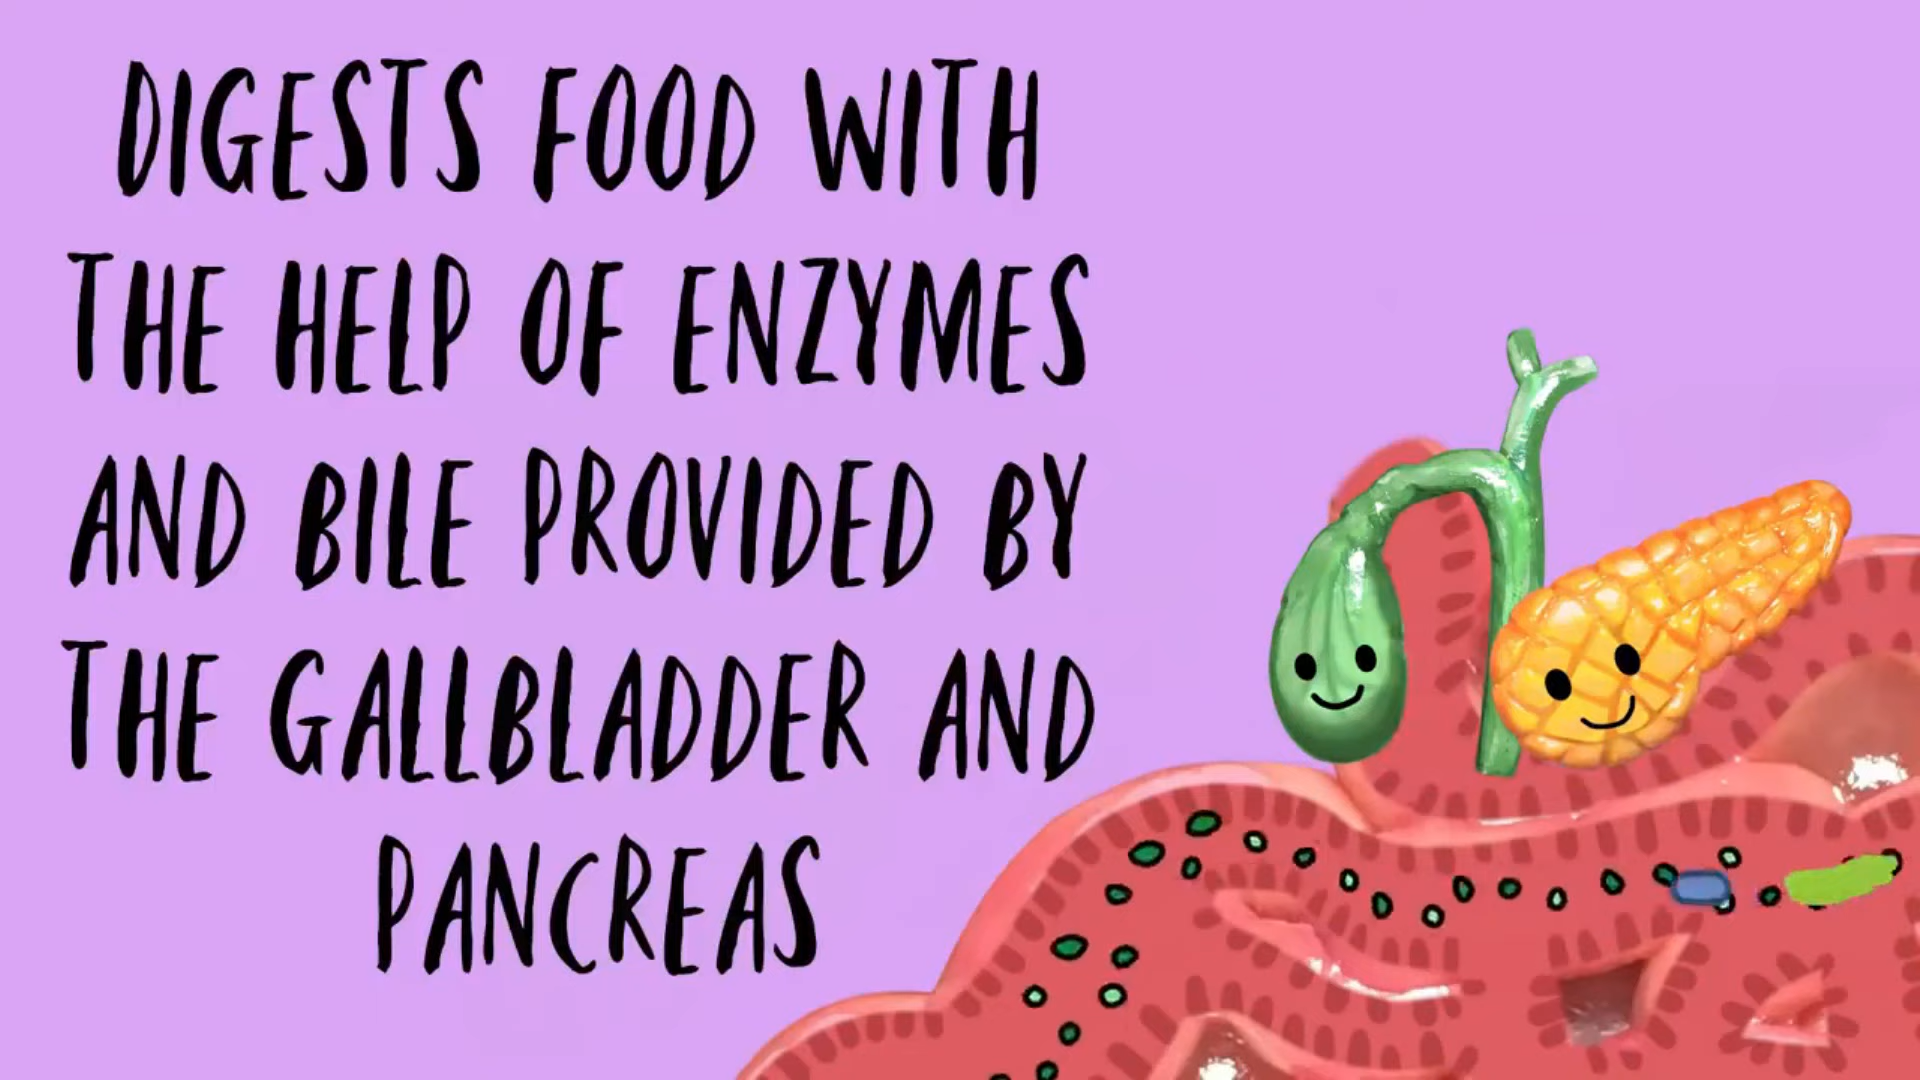 DIGESTS FOOD WITH
THE HELP OF ENZYMES
AND BILE PROVIDED BY
THE GALLBLADDER AND
PANCREAS